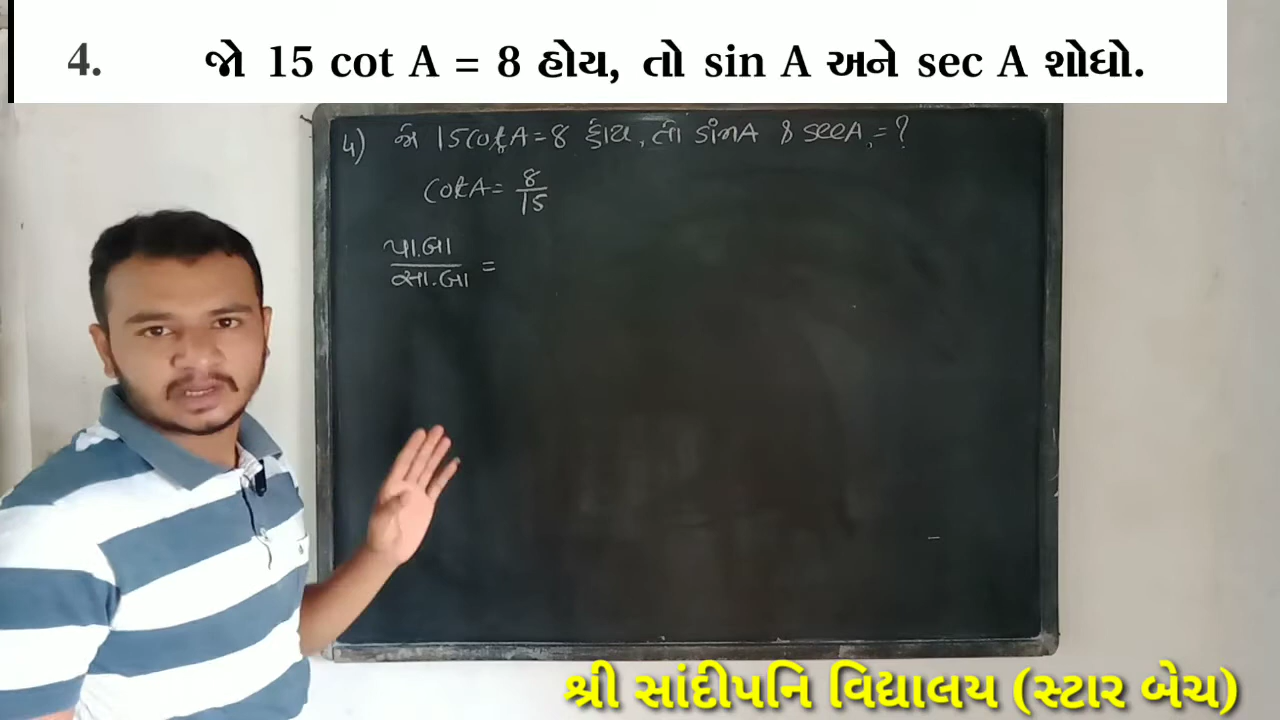 4. જો 15 cot A = 8 હોય, તો sin A અને sec A શોધો.
4) જો 15cotA=8 હોય, તો sinA & secA = ?
cotA = 8/15
પા.બા/સા.બા =
શ્રી સાંદીપનિ વિદ્યાલય (સ્ટાર બેચ)